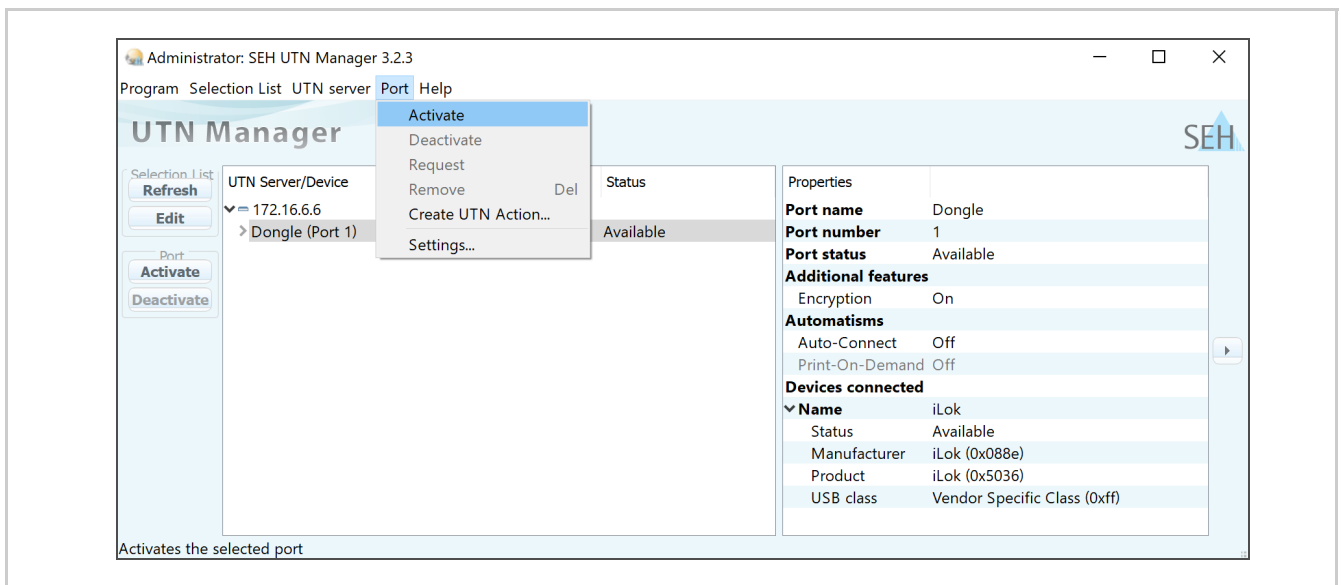 Administrator: SEH UTN Manager 3.2.3
Program Selection List UTN server Port Help
UTN Manager
SEH
Activate
Deactivate
Request
Remove Del
Create UTN Action...
Settings...
Selection List
Refresh
Edit
Port
Activate
Deactivate
UTN Server/Device Status
172.16.6.6
Dongle (Port 1) Available
Properties
Port name Dongle
Port number 1
Port status Available
Additional features
Encryption On
Automatisms
Auto-Connect Off
Print-On-Demand Off
Devices connected
Name iLok
Status Available
Manufacturer iLok (0x088e)
Product iLok (0x5036)
USB class Vendor Specific Class (0xff)
Activates the selected port